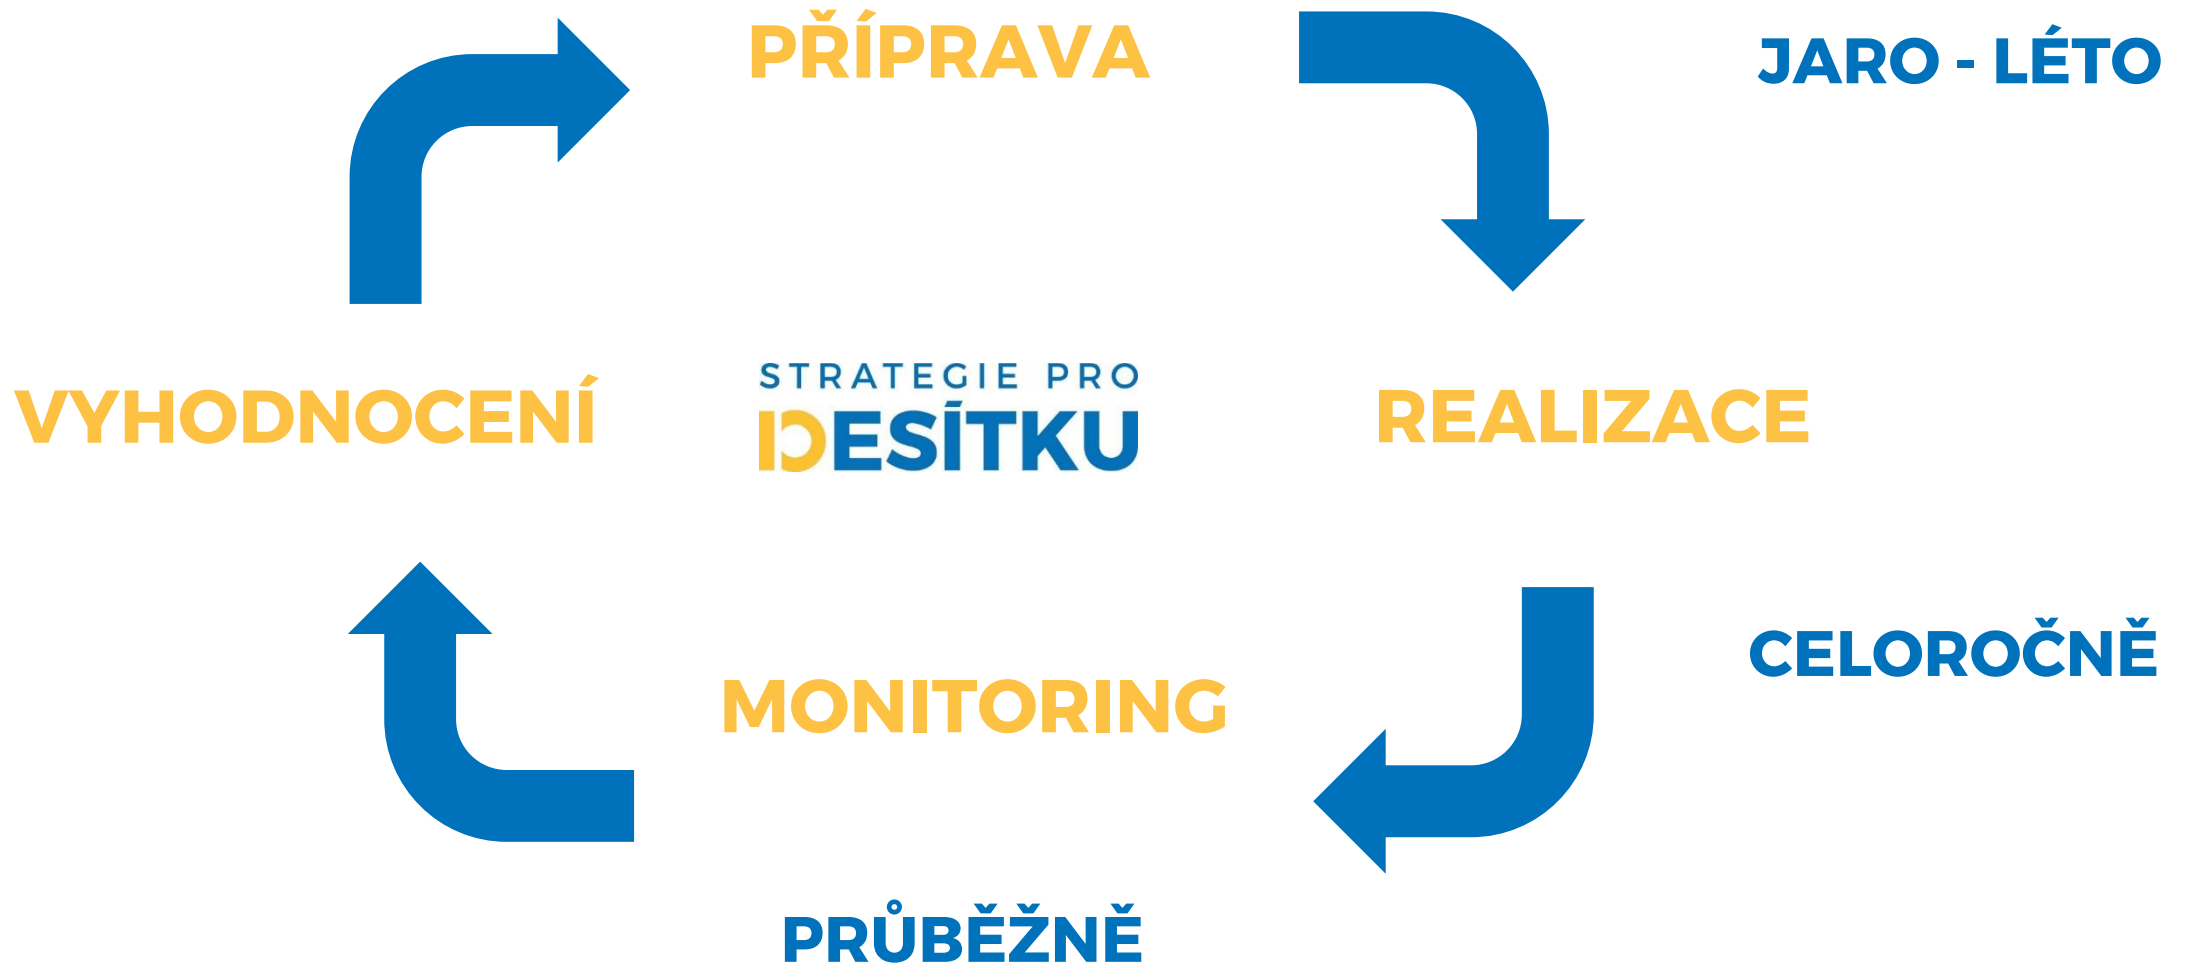 PŘÍPRAVA
JARO - LÉTO
STRATEGIE PRO
DESÍTKU
VYHODNOCENÍ
REALIZACE
CELOROČNĚ
MONITORING
PRŮBĚŽNĚ